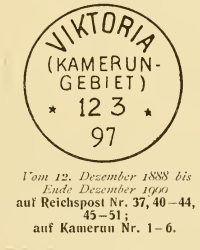 VIKTORIA
(KAMERUN-
GEBIET)
* 12 3 *
97
Vom 12. Dezember 1888 bis
Ende Dezember 1900
auf Reichspost Nr. 37, 40–44,
45–51;
auf Kamerun Nr. 1–6.